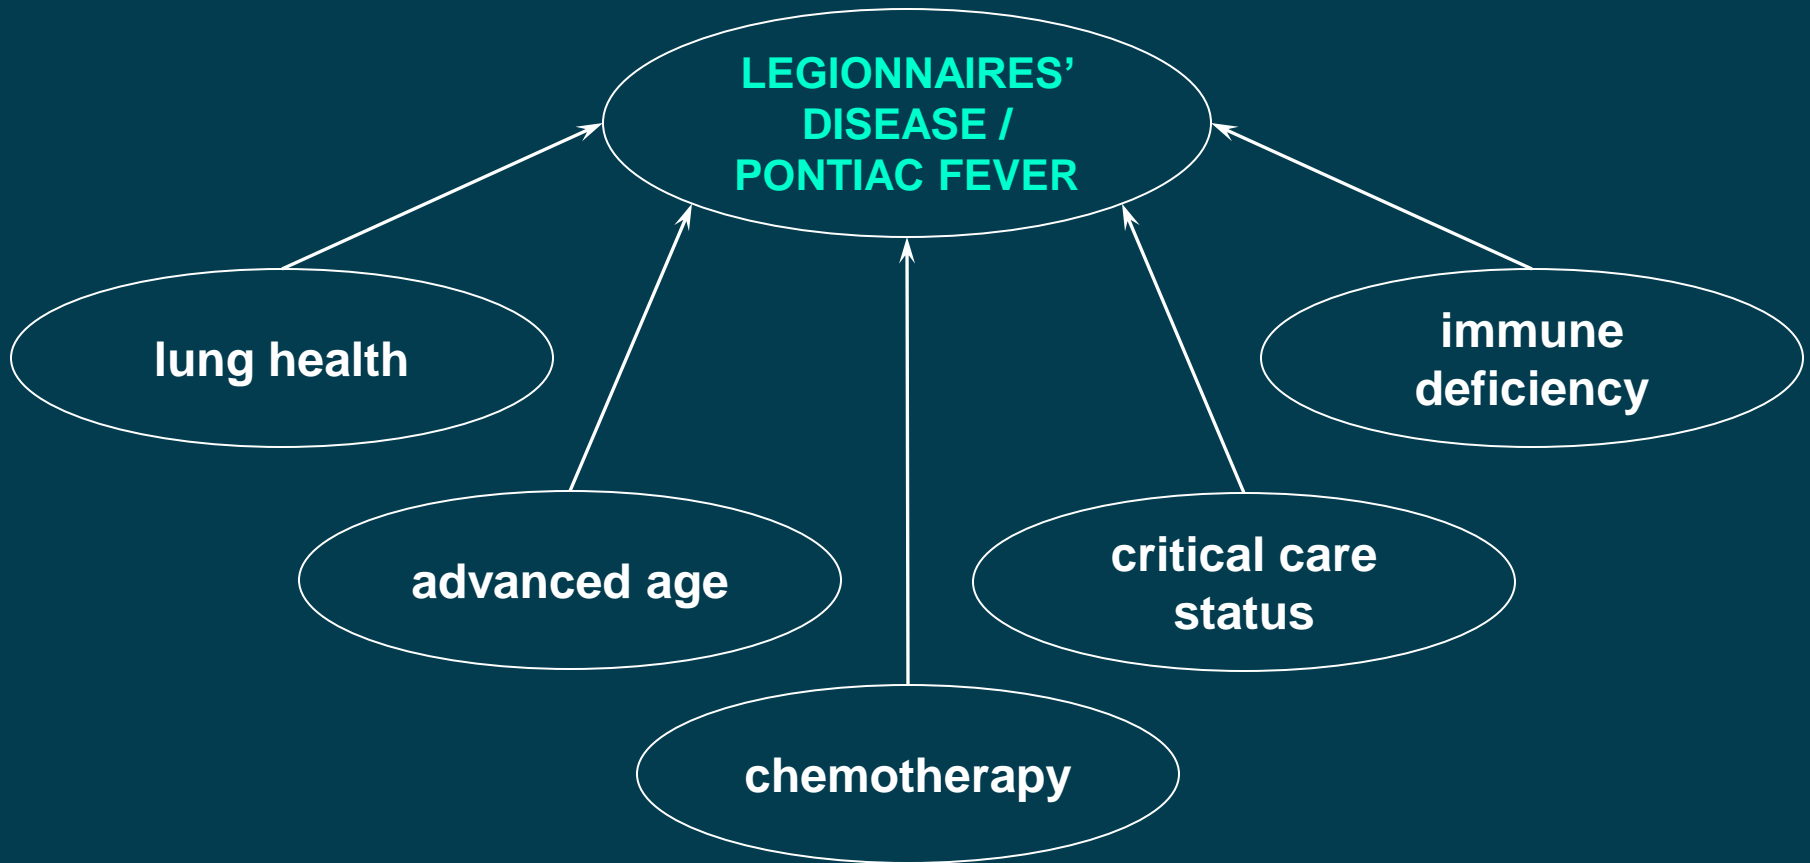 LEGIONNAIRES’
DISEASE /
PONTIAC FEVER
lung health
immune
deficiency
advanced age
critical care
status
chemotherapy